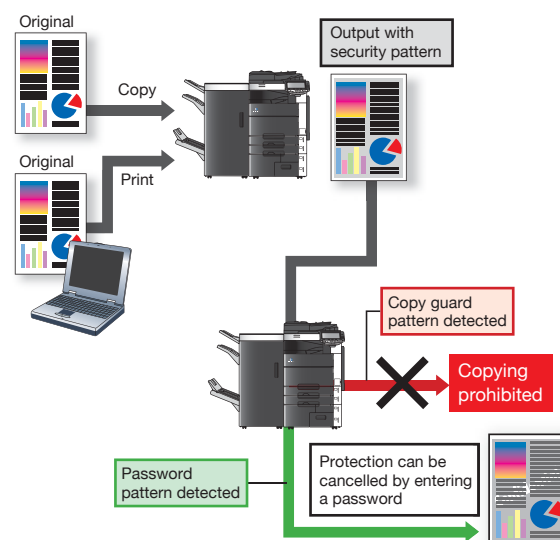 Original
Copy
Output with
security pattern
Original
Print
Copy guard
pattern detected
Copying
prohibited
Password
pattern detected
Protection can be
cancelled by entering
a password